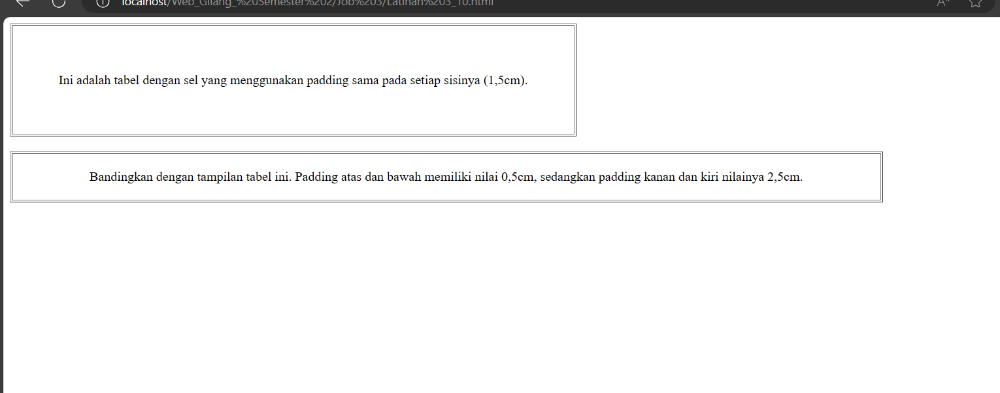 localhost/Web_Gilang_%20Semester%202/Job%203/Latihan%203_10.html
Ini adalah tabel dengan sel yang menggunakan padding sama pada setiap sisinya (1,5cm).
Bandingkan dengan tampilan tabel ini. Padding atas dan bawah memiliki nilai 0,5cm, sedangkan padding kanan dan kiri nilainya 2,5cm.